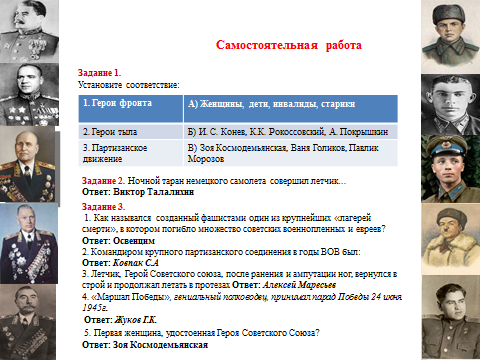 Самостоятельная работа
Задание 1.
Установите соответствие:
1. Герои фронта
А) Женщины, дети, инвалиды, старики
2. Герои тыла
Б) И. С. Конев, К.К. Рокоссовский, А. Покрышкин
3. Партизанское движение
В) Зоя Космодемьянская, Ваня Голиков, Павлик Морозов
Задание 2. Ночной таран немецкого самолета совершил летчик…
Ответ: Виктор Талалихин
Задание 3.
1. Как назывался созданный фашистами один из крупнейших «лагерей
смерти», в котором погибло множество советских военнопленных и евреев?
Ответ: Освенцим
2. Командиром крупного партизанского соединения в годы ВОВ был:
Ответ: Ковпак С.А
3. Летчик, Герой Советского союза, после ранения и ампутации ног, вернулся в
строй и продолжал летать в протезах Ответ: Алексей Маресьев
4. «Маршал Победы», гениальный полководец, принимал парад Победы 24 июня
1945г.
Ответ: Жуков Г.К.
5. Первая женщина, удостоенная Героя Советского Союза?
Ответ: Зоя Космодемьянская